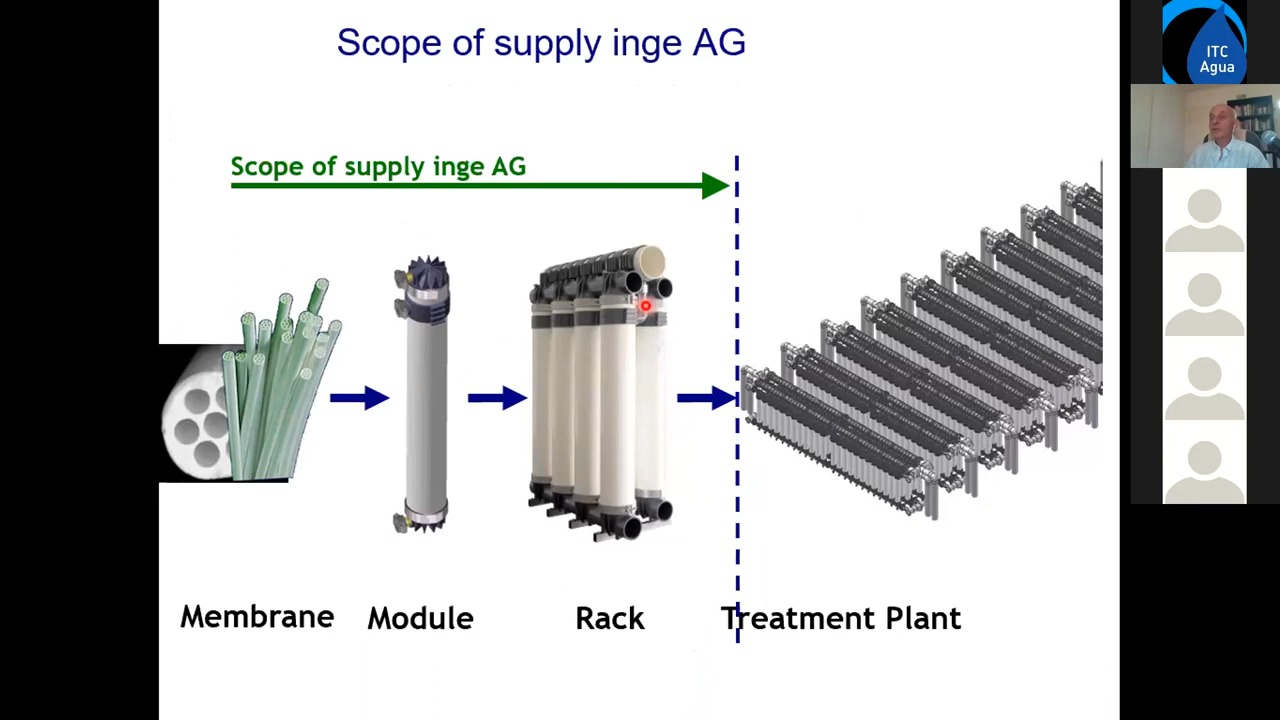 Scope of supply inge AG
Scope of supply inge AG
Membrane
Module
Rack
Treatment Plant
ITC
Agua